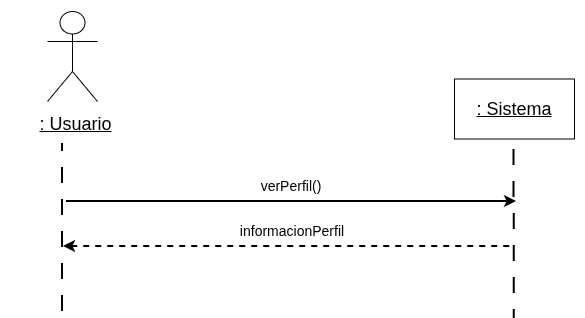 : Usuario
: Sistema
verPerfil()
informacionPerfil